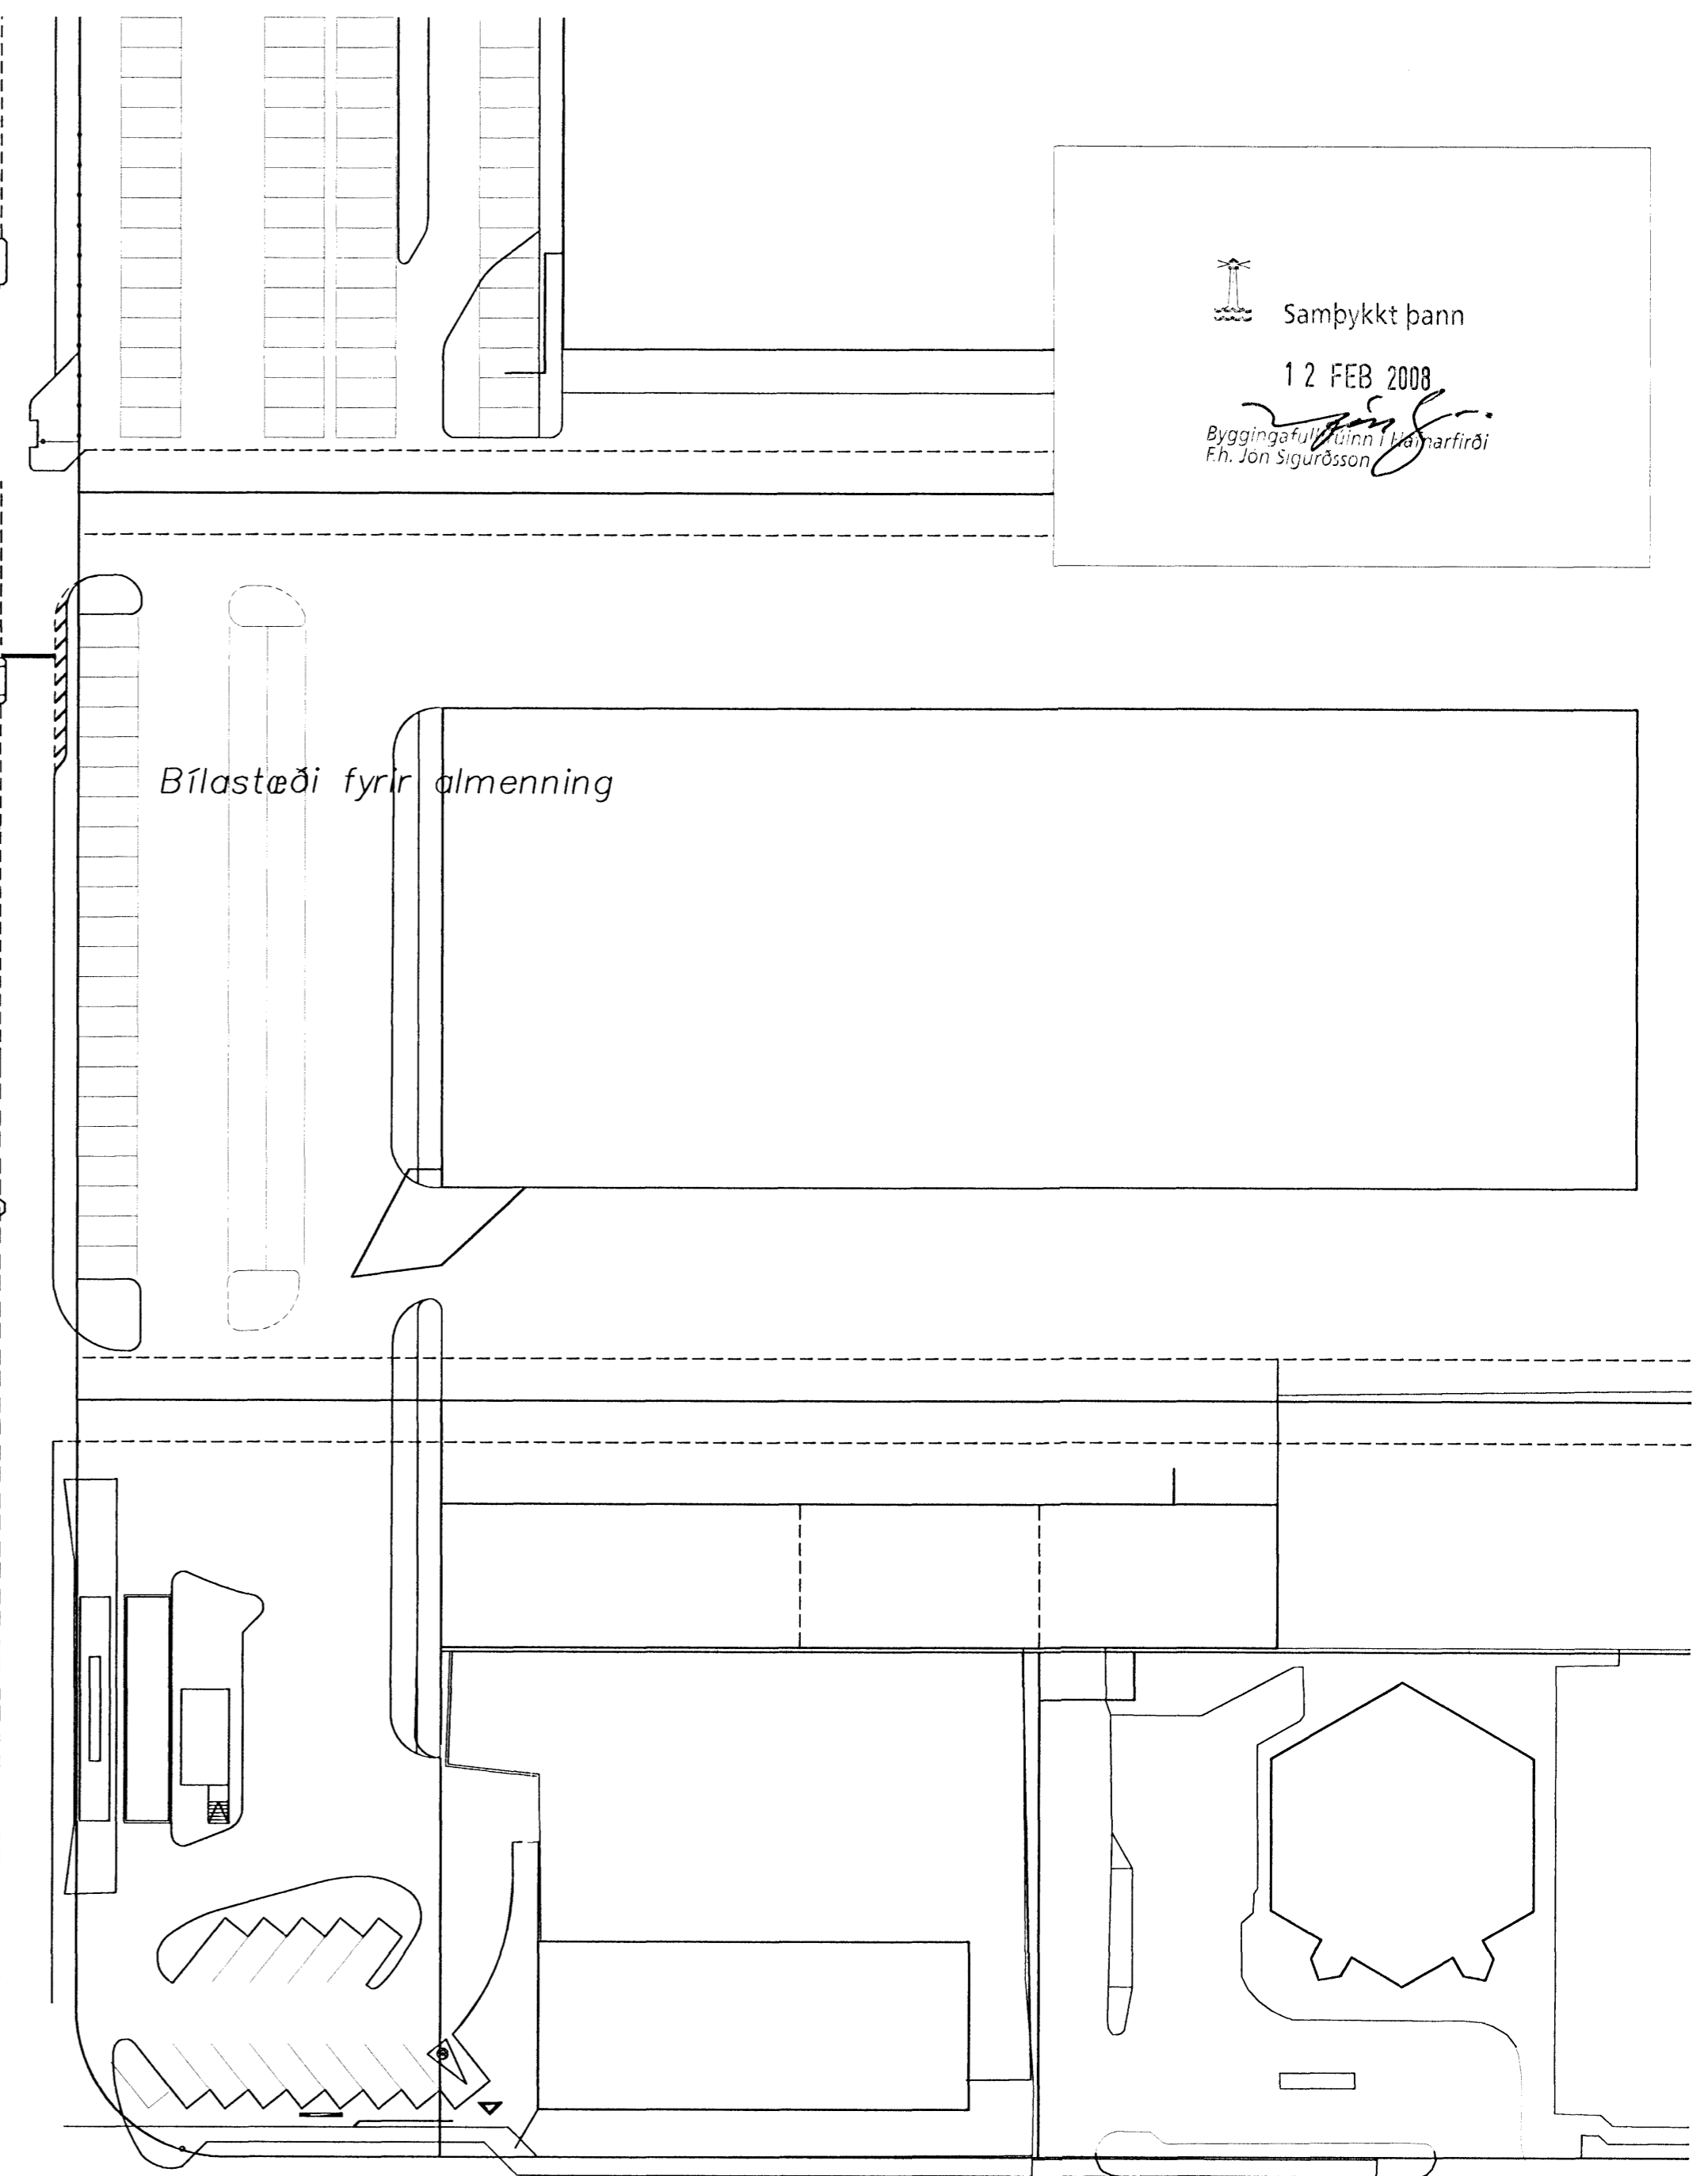 Samþykkt þann
12 FEB 2008
Byggingafulltrúinn í Hafnarfirði
F.h. Jón Sigurðsson
Bílastæði fyrir almenning